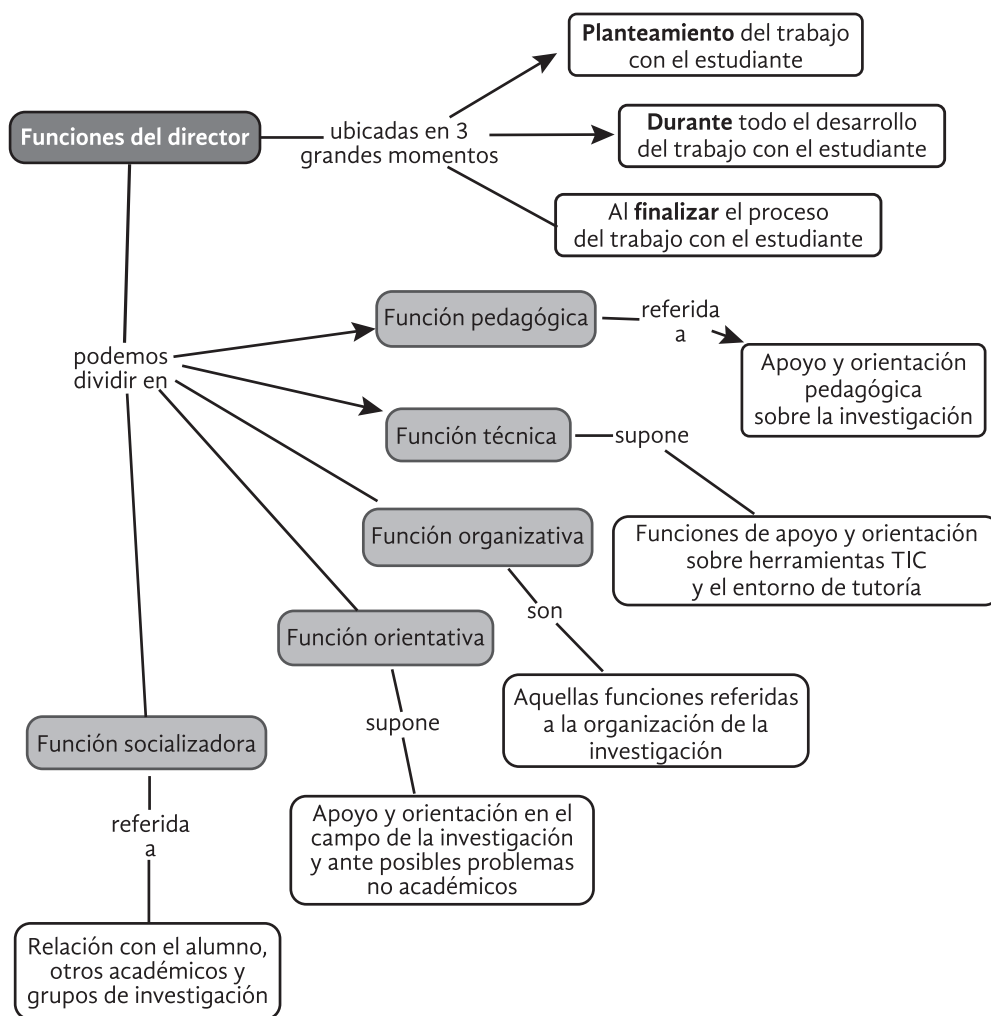 Planteamiento del trabajo
con el estudiante
Funciones del director
ubicadas en 3
grandes momentos
Durante todo el desarrollo
del trabajo con el estudiante
Al finalizar el proceso
del trabajo con el estudiante
podemos
dividir en
Función pedagógica
referida
a
Apoyo y orientación
pedagógica
sobre la investigación
Función técnica
supone
Funciones de apoyo y orientación
sobre herramientas TIC
y el entorno de tutoría
Función organizativa
son
Aquellas funciones referidas
a la organización de la
investigación
Función orientativa
supone
Apoyo y orientación en el
campo de la investigación
y ante posibles problemas
no académicos
Función socializadora
referida
a
Relación con el alumno,
otros académicos y
grupos de investigación